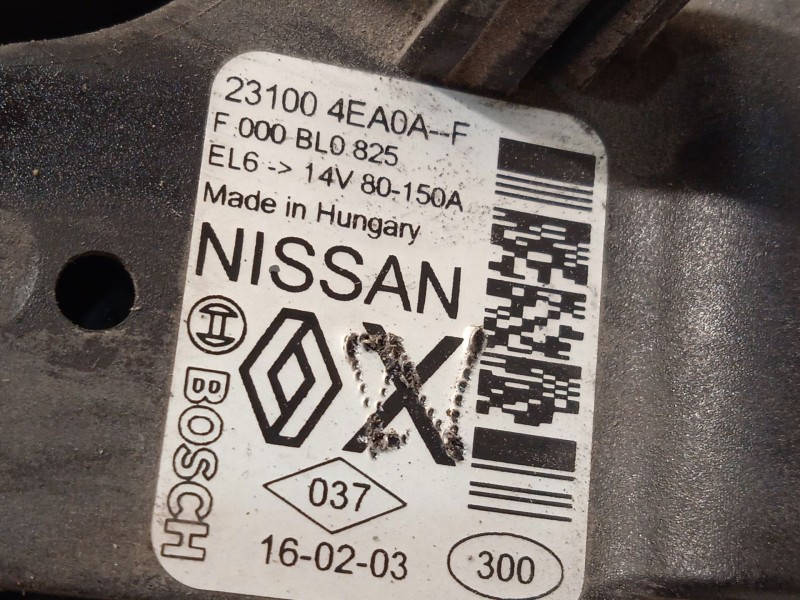 23100 4EA0A--F
F 000 BL0 825
EL6 -> 14V 80-150A
Made in Hungary
NISSAN
X
BOSCH
037
16-02-03
300